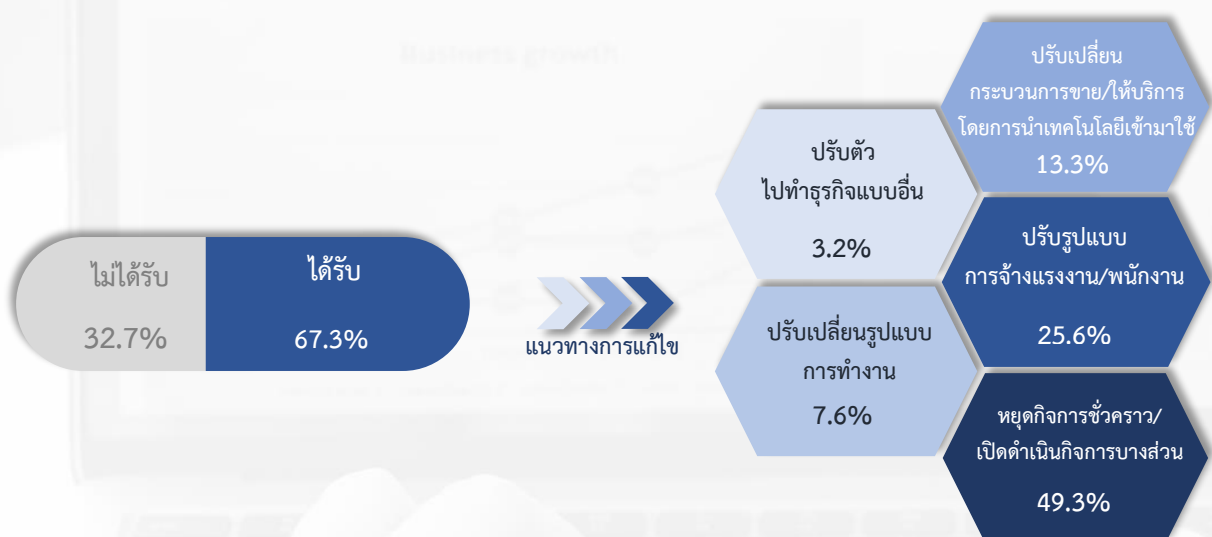 Business growth
ไม่ได้รับ
32.7%
ได้รับ
67.3%
แนวทางการแก้ไข
ปรับตัว
ไปทำธุรกิจแบบอื่น
3.2%
ปรับเปลี่ยนรูปแบบ
การทำงาน
7.6%
ปรับเปลี่ยน
กระบวนการขาย/ให้บริการ
โดยการนำเทคโนโลยีเข้ามาใช้
13.3%
ปรับรูปแบบ
การจ้างแรงงาน/พนักงาน
25.6%
หยุดกิจการชั่วคราว/
เปิดดำเนินกิจการบางส่วน
49.3%